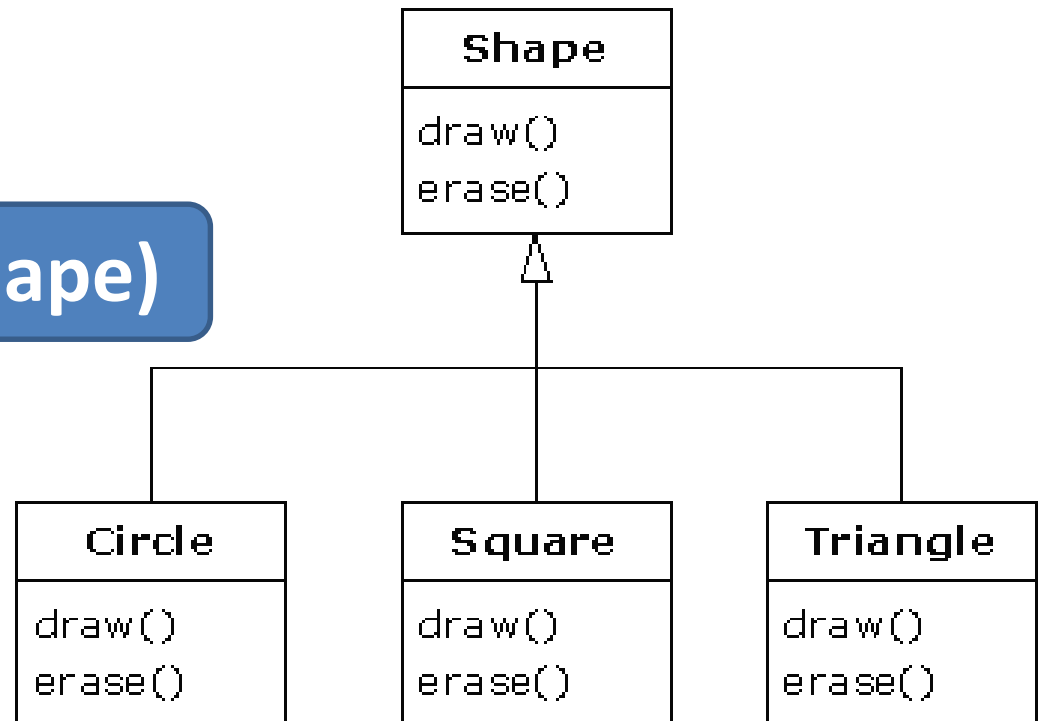 Shape
draw()
erase()
ape)
Circle
draw()
erase()
Square
draw()
erase()
Triangle
draw()
erase()